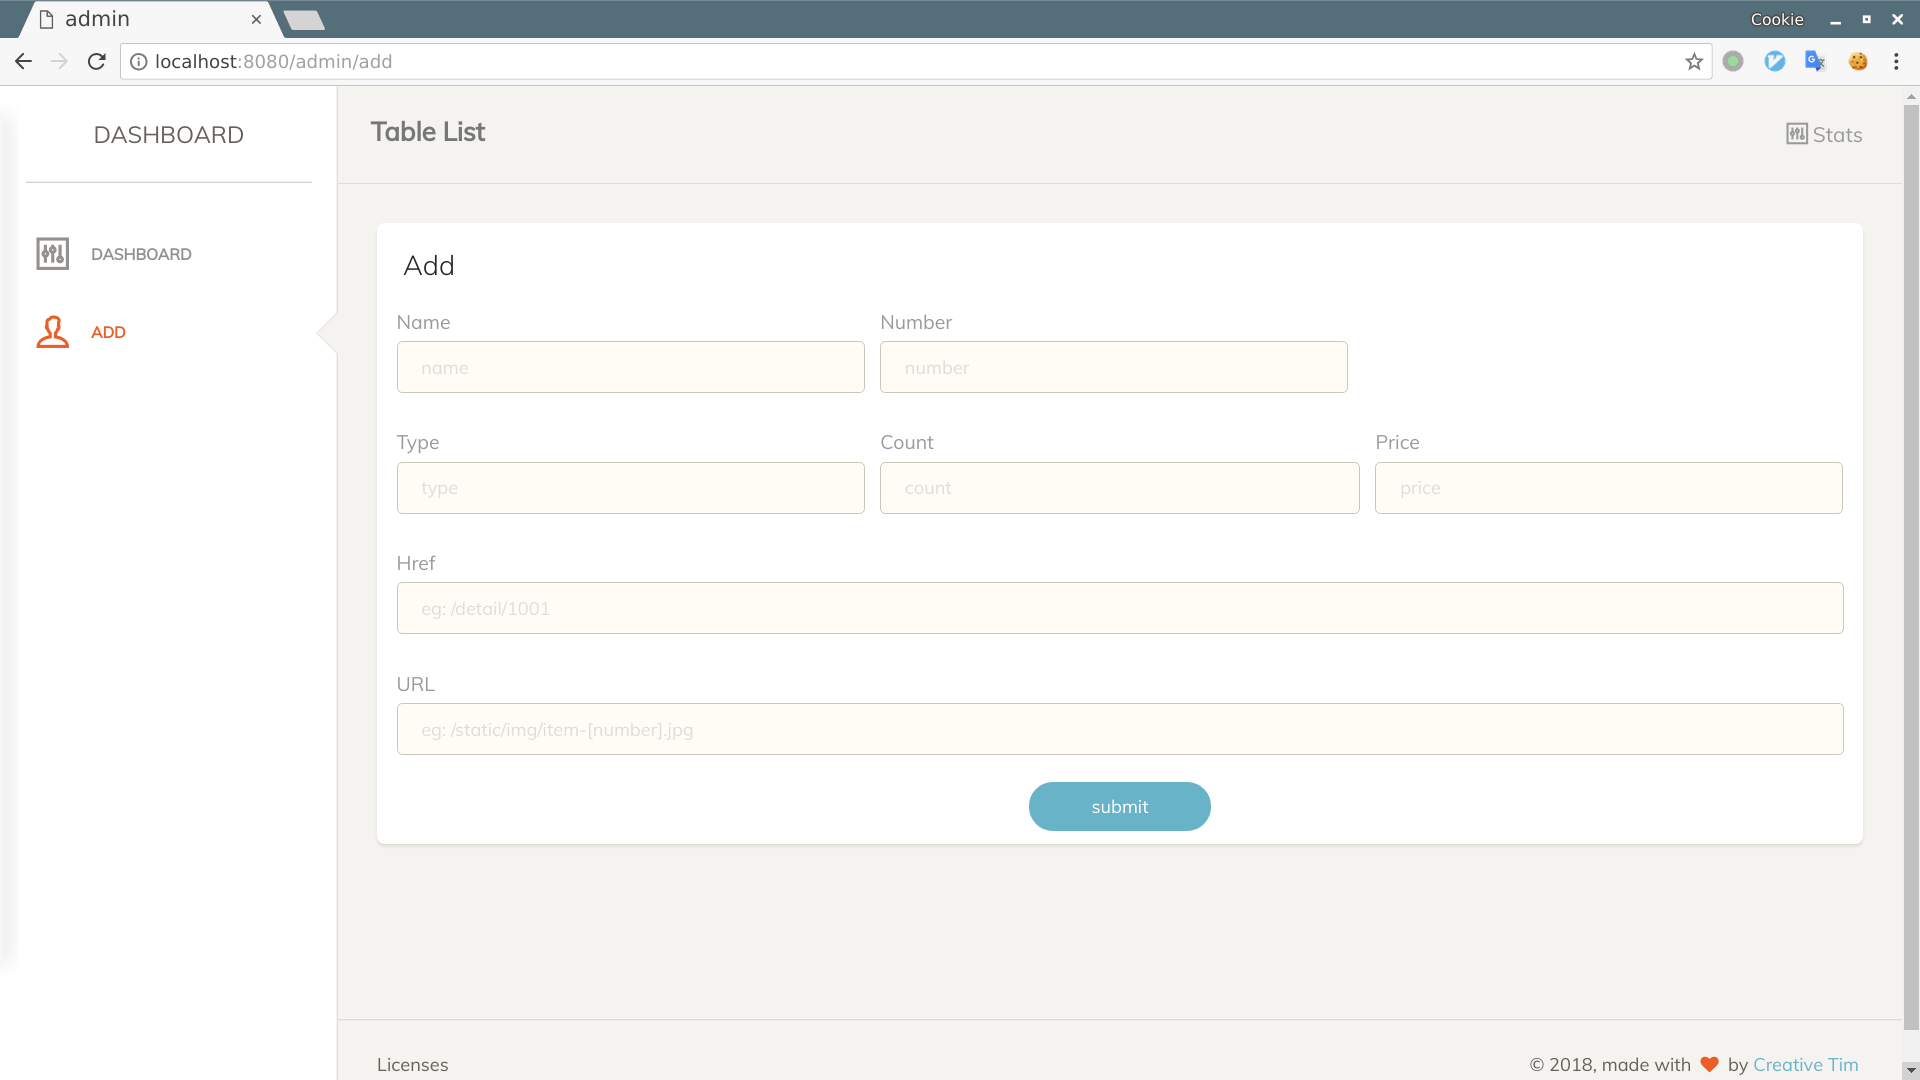 admin
Cookie
localhost:8080/admin/add
DASHBOARD
DASHBOARD
ADD
Table List
Stats
Add
Name
Number
name
number
Type
Count
Price
type
count
price
Href
eg: /detail/1001
URL
eg: /static/img/item-[number].jpg
submit
Licenses
© 2018, made with ♥ by Creative Tim